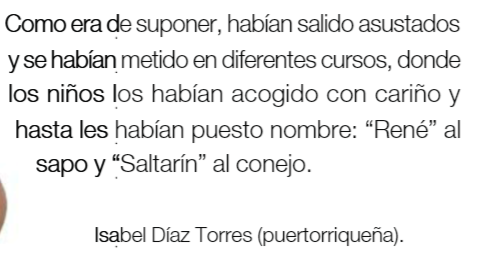 Como era de suponer, habían salido asustados
y se habían metido en diferentes cursos, donde
los niños los habían acogido con cariño y
hasta les habían puesto nombre: “René” al
sapo y “Saltarín” al conejo.
Isabel Díaz Torres (puertorriqueña).